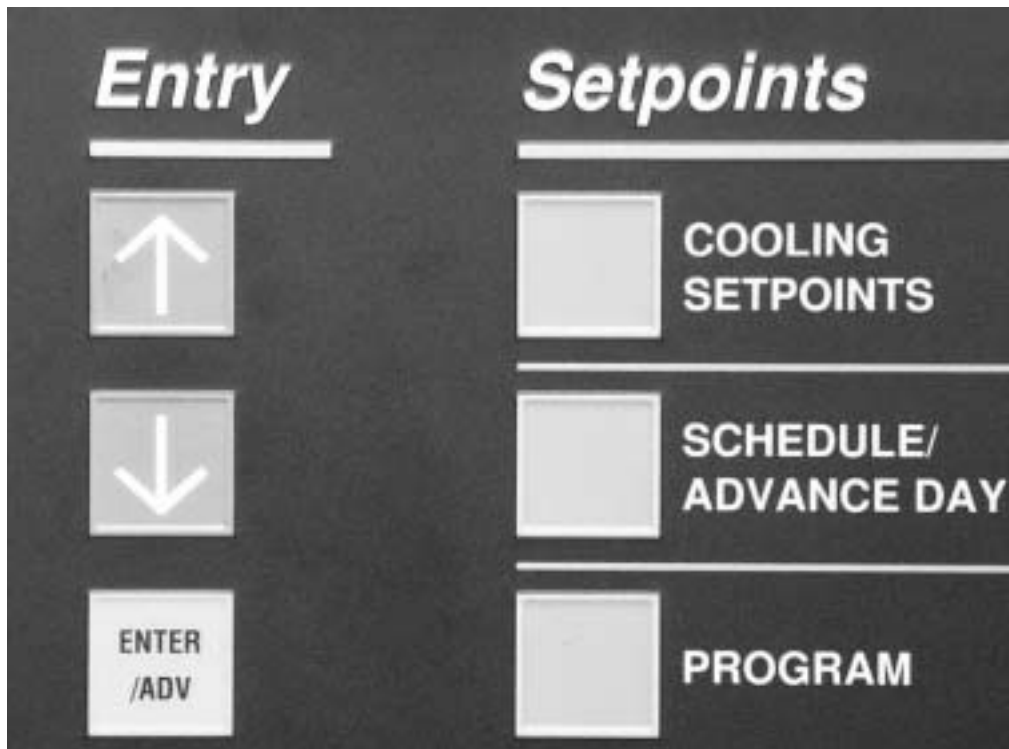 Entry
ENTER
/ADV
Setpoints
COOLING
SETPOINTS
SCHEDULE/
ADVANCE DAY
PROGRAM